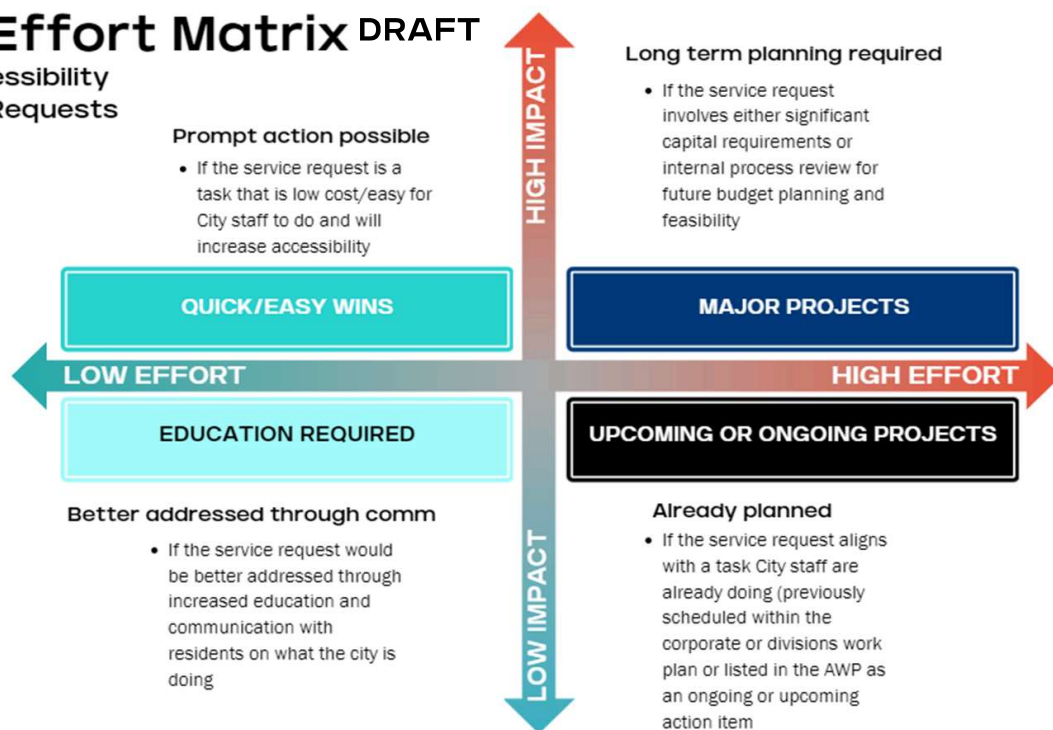 Effort Matrix DRAFT
essibility
Requests
Prompt action possible
• If the service request is a
task that is low cost/easy for
City staff to do and will
increase accessibility
HIGH IMPACT
Long term planning required
• If the service request
involves either significant
capital requirements or
internal process review for
future budget planning and
feasibility
QUICK/EASY WINS
MAJOR PROJECTS
LOW EFFORT
HIGH EFFORT
EDUCATION REQUIRED
UPCOMING OR ONGOING PROJECTS
Better addressed through comm
• If the service request would
be better addressed through
increased education and
communication with
residents on what the city is
doing
LOW IMPACT
Already planned
• If the service request aligns
with a task City staff are
already doing (previously
scheduled within the
corporate or divisions work
plan or listed in the AWP as
an ongoing or upcoming
action item